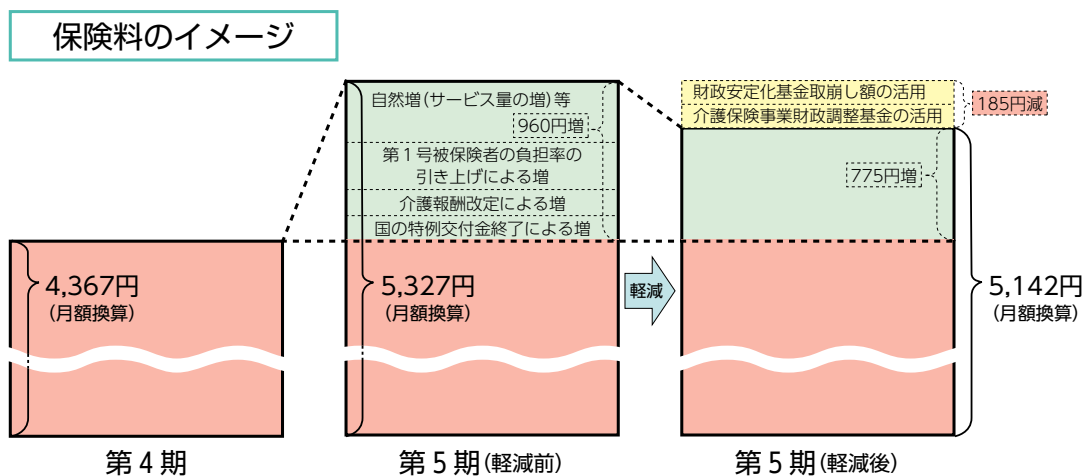 保険料のイメージ
自然増(サービス量の増)等
960円増
第1号被保険者の負担率の
引き上げによる増
介護報酬改定による増
国の特例交付金終了による増
財政安定化基金取崩し額の活用
介護保険事業財政調整基金の活用
185円減
775円増
4,367円
(月額換算)
5,327円
(月額換算)
軽減
5,142円
(月額換算)
第4期
第5期(軽減前)
第5期(軽減後)